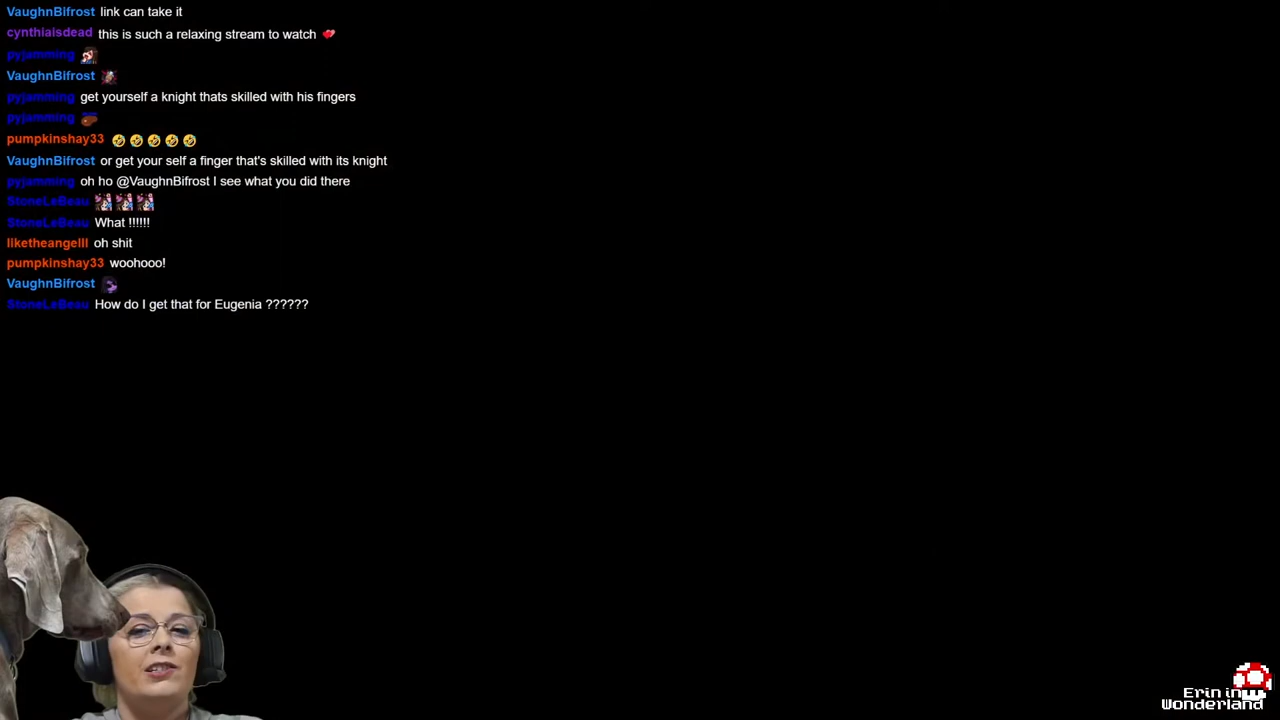 VaughnBifrost link can take it
cynthiaisdead this is such a relaxing stream to watch
pyjamming
VaughnBifrost
pyjamming get yourself a knight thats skilled with his fingers
pyjamming
pumpkinshay33 🤣 🤣 🤣 🤣 🤣
VaughnBifrost or get your self a finger that's skilled with its knight
pyjamming oh ho @VaughnBifrost I see what you did there
StoneLeBeau
StoneLeBeau What !!!!!!
liketheangelll oh shit
pumpkinshay33 woohooo!
VaughnBifrost
StoneLeBeau How do I get that for Eugenia ??????
Erin in
Wonderland